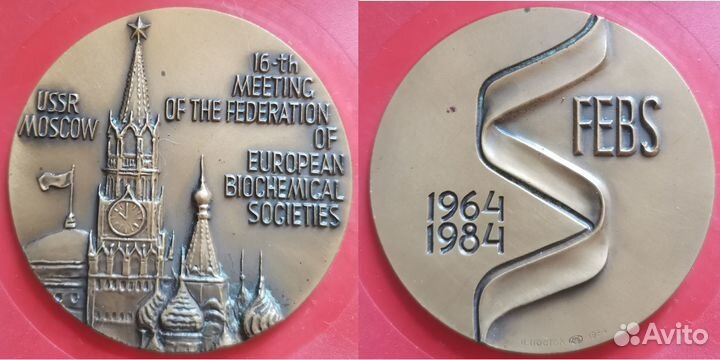 USSR
MOSCOW
16-th
MEETING
OF THE FEDERATION
OF
EUROPEAN
BIOCHEMICAL
SOCIETIES
FEBS
1964
1984
Avito